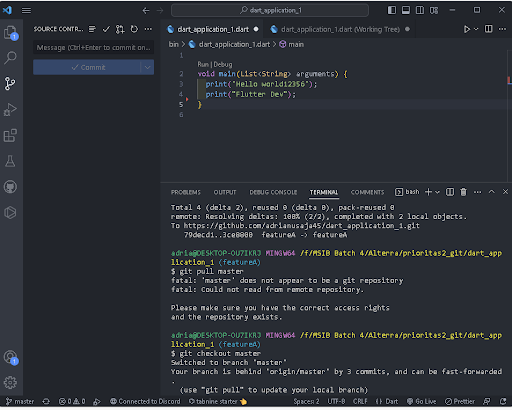 dart_application_1
SOURCE CONTR...
dart_application_1.dart
dart_application_1.dart (Working Tree)
bin > dart_application_1.dart > main
Message (Ctrl+Enter to commit on...
Commit
1
Run | Debug
2 void main(List<String> arguments) {
3 print("Hello world12356");
4 print("Flutter Dev");
5 }
6
PROBLEMS OUTPUT DEBUG CONSOLE TERMINAL COMMENTS bash
Total 4 (delta 2), reused 0 (delta 0), pack-reused 0
remote: Resolving deltas: 100% (2/2), completed with 2 local objects.
To https://github.com/adrianusaja45/dart_application_1.git
featureA -> featureA
adria@DESKTOP-OU7IKRJ MINGW64 /f/MSIB Batch 4/Alterra/prioritas2_git/dart_app
lication_1 (featureA)
$ git pull master
fatal: 'master' does not appear to be a git repository
fatal: Could not read from remote repository.
Please make sure you have the correct access rights
and the repository exists.
adria@DESKTOP-OU7IKRJ MINGW64 /f/MSIB Batch 4/Alterra/prioritas2_git/dart_app
lication_1 (featureA)
$ git checkout master
Switched to branch 'master'
Your branch is behind 'origin/master' by 3 commits, and can be fast-forwarded
.
(use "git pull" to update your local branch)
master 0 0 Connected to Discord tabnine starter Spaces: 2 UTF-8 CRLF {} Dart Go Live Prettier